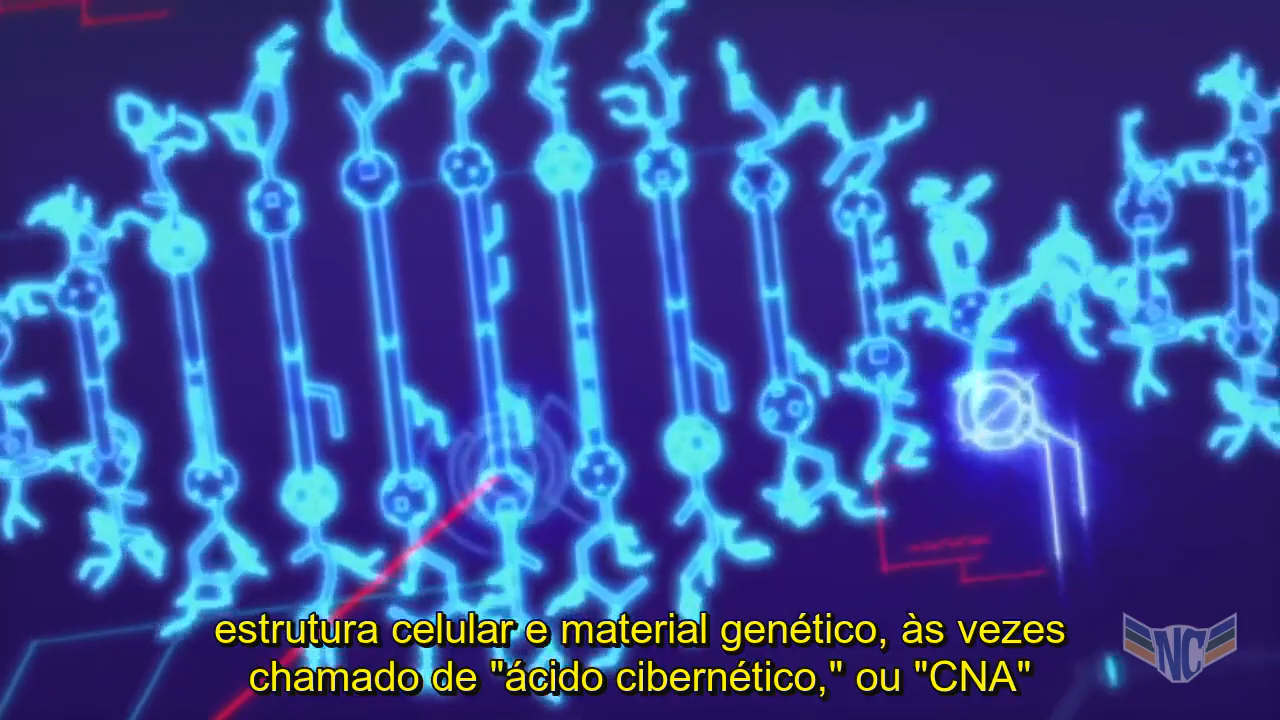 estrutura celular e material genético, às vezes
chamado de "ácido cibernético," ou "CNA"
NC